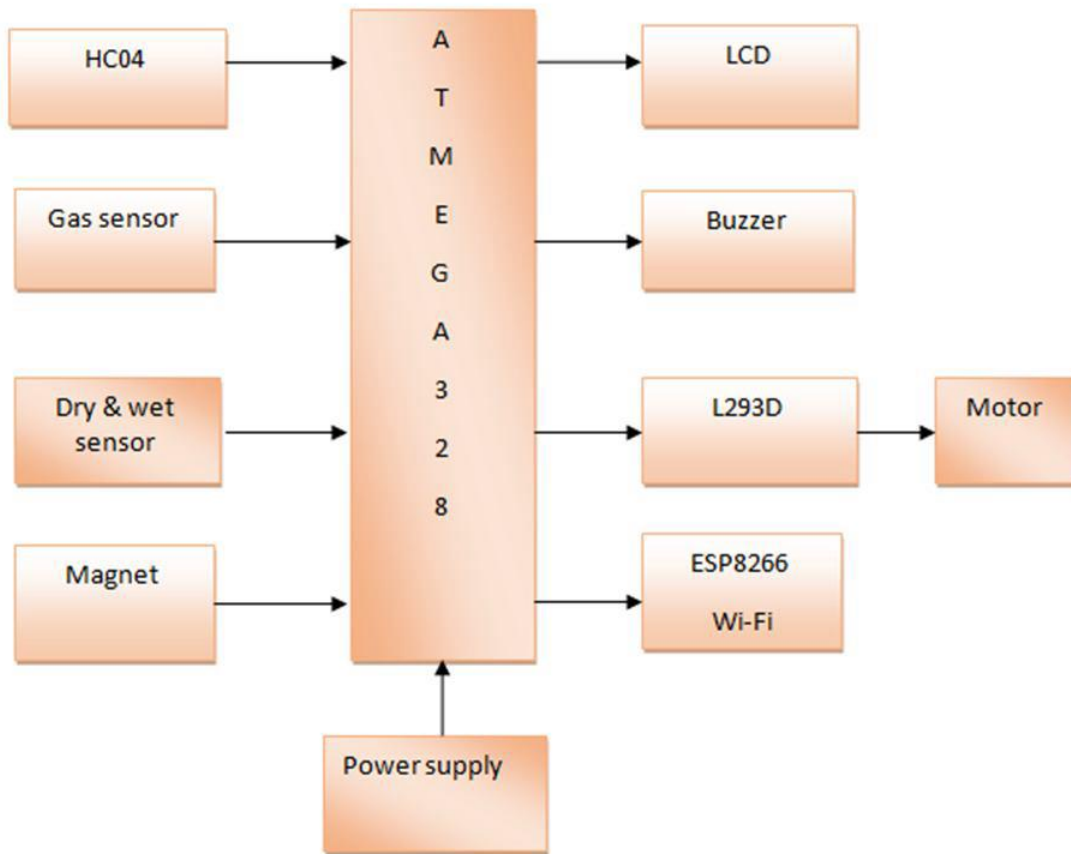 HC04
Gas sensor
Dry & wet
sensor
Magnet
A
T
M
E
G
A
3
2
8
LCD
Buzzer
L293D
Motor
ESP8266
Wi-Fi
Power supply